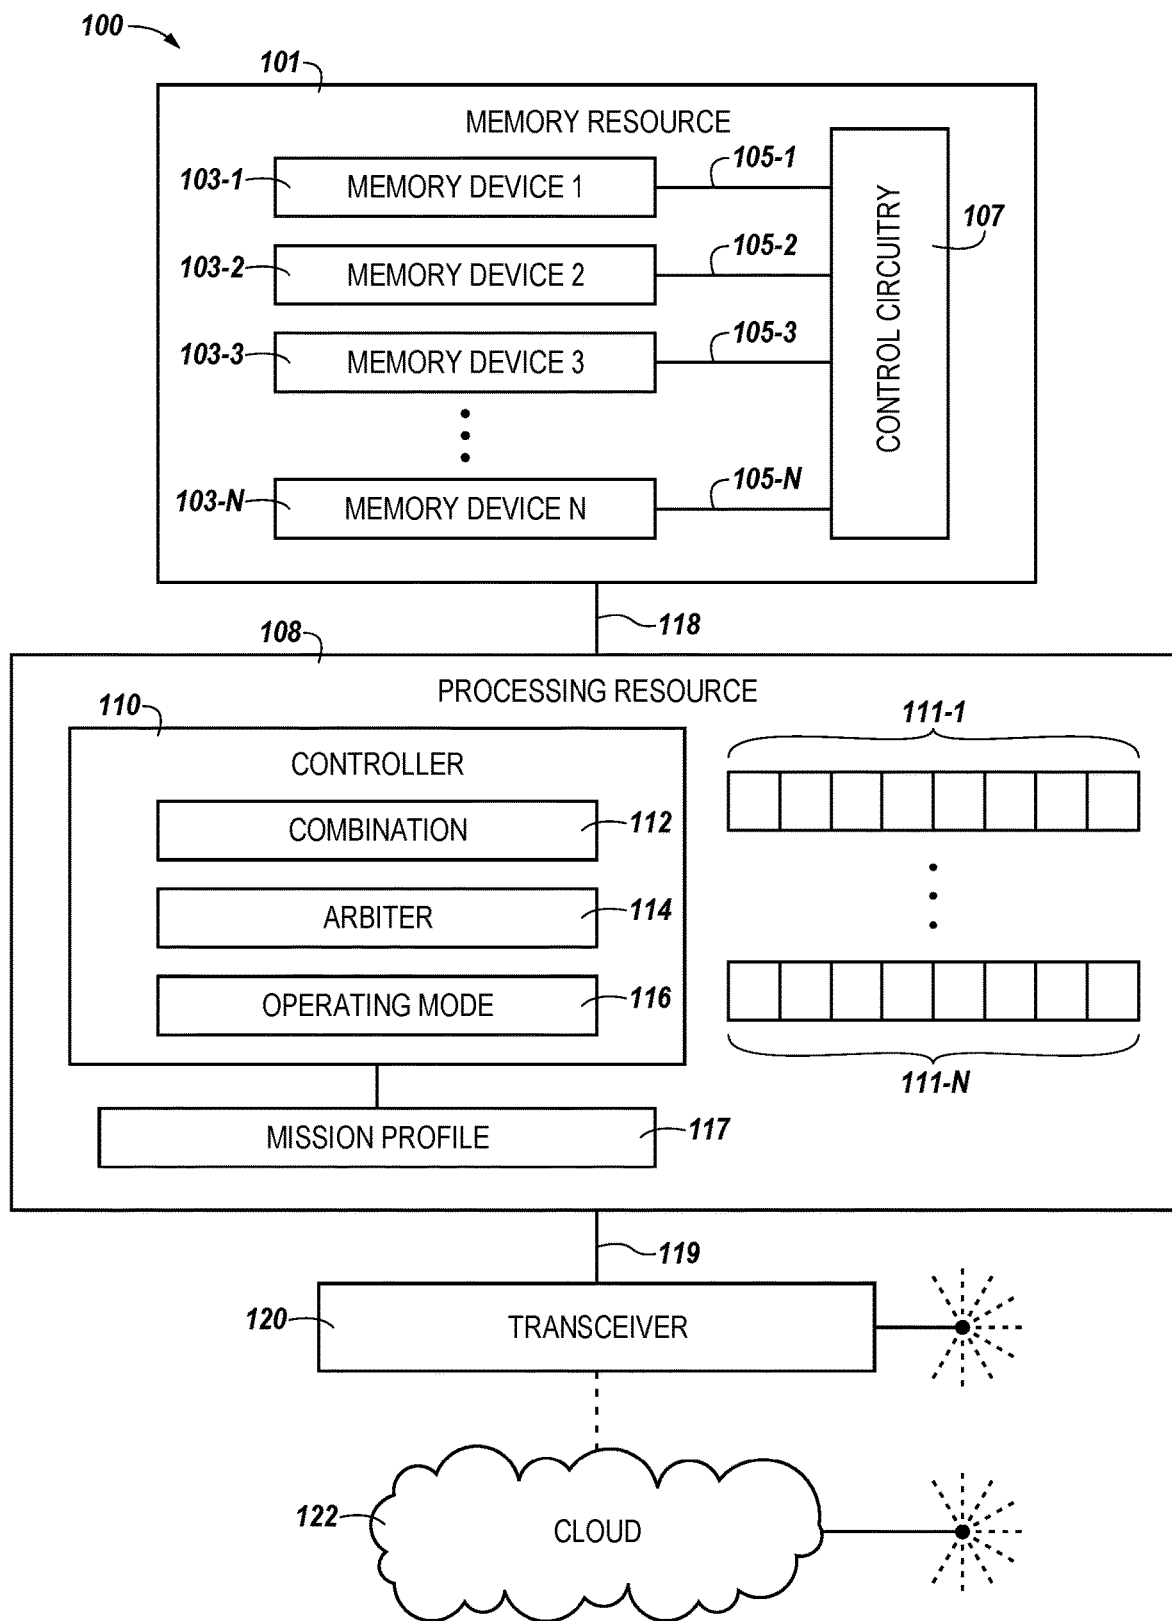 100
101
MEMORY RESOURCE
103-1
MEMORY DEVICE 1
105-1
103-2
MEMORY DEVICE 2
105-2
103-3
MEMORY DEVICE 3
105-3
103-N
MEMORY DEVICE N
105-N
CONTROL CIRCUITRY
107
118
108
PROCESSING RESOURCE
110
CONTROLLER
COMBINATION
112
ARBITER
114
OPERATING MODE
116
MISSION PROFILE
117
111-1
111-N
119
120
TRANSCEIVER
122
CLOUD